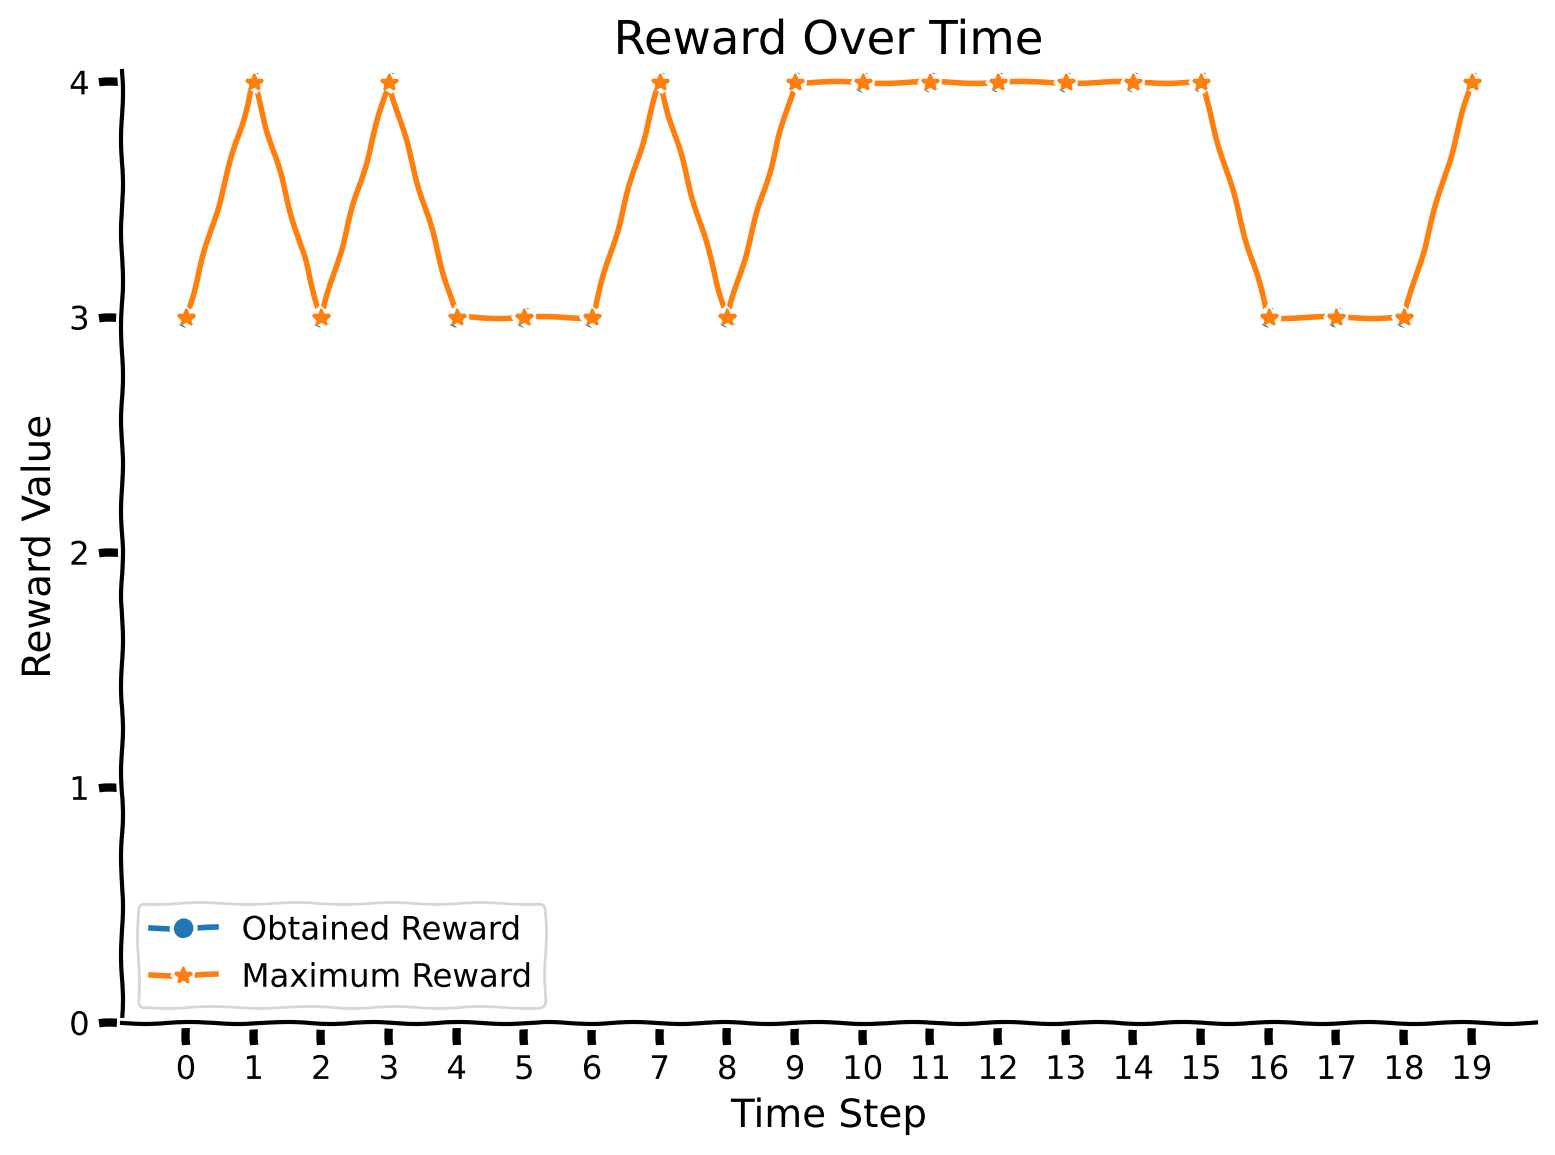 Reward Over Time
4
3
2
1
0
Reward Value
Obtained Reward
Maximum Reward
0 1 2 3 4 5 6 7 8 9 10 11 12 13 14 15 16 17 18 19
Time Step